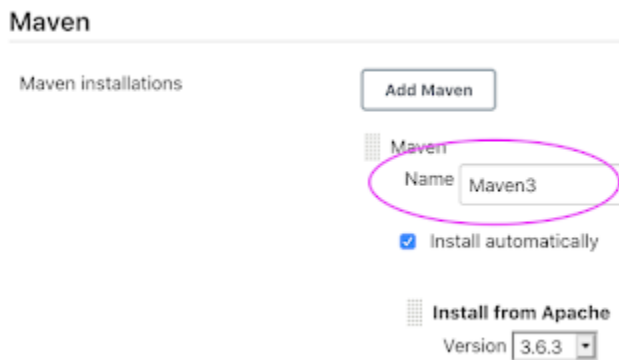 Maven
Maven installations
Add Maven
Maven
Name Maven3
Install automatically
Install from Apache
Version 3.6.3